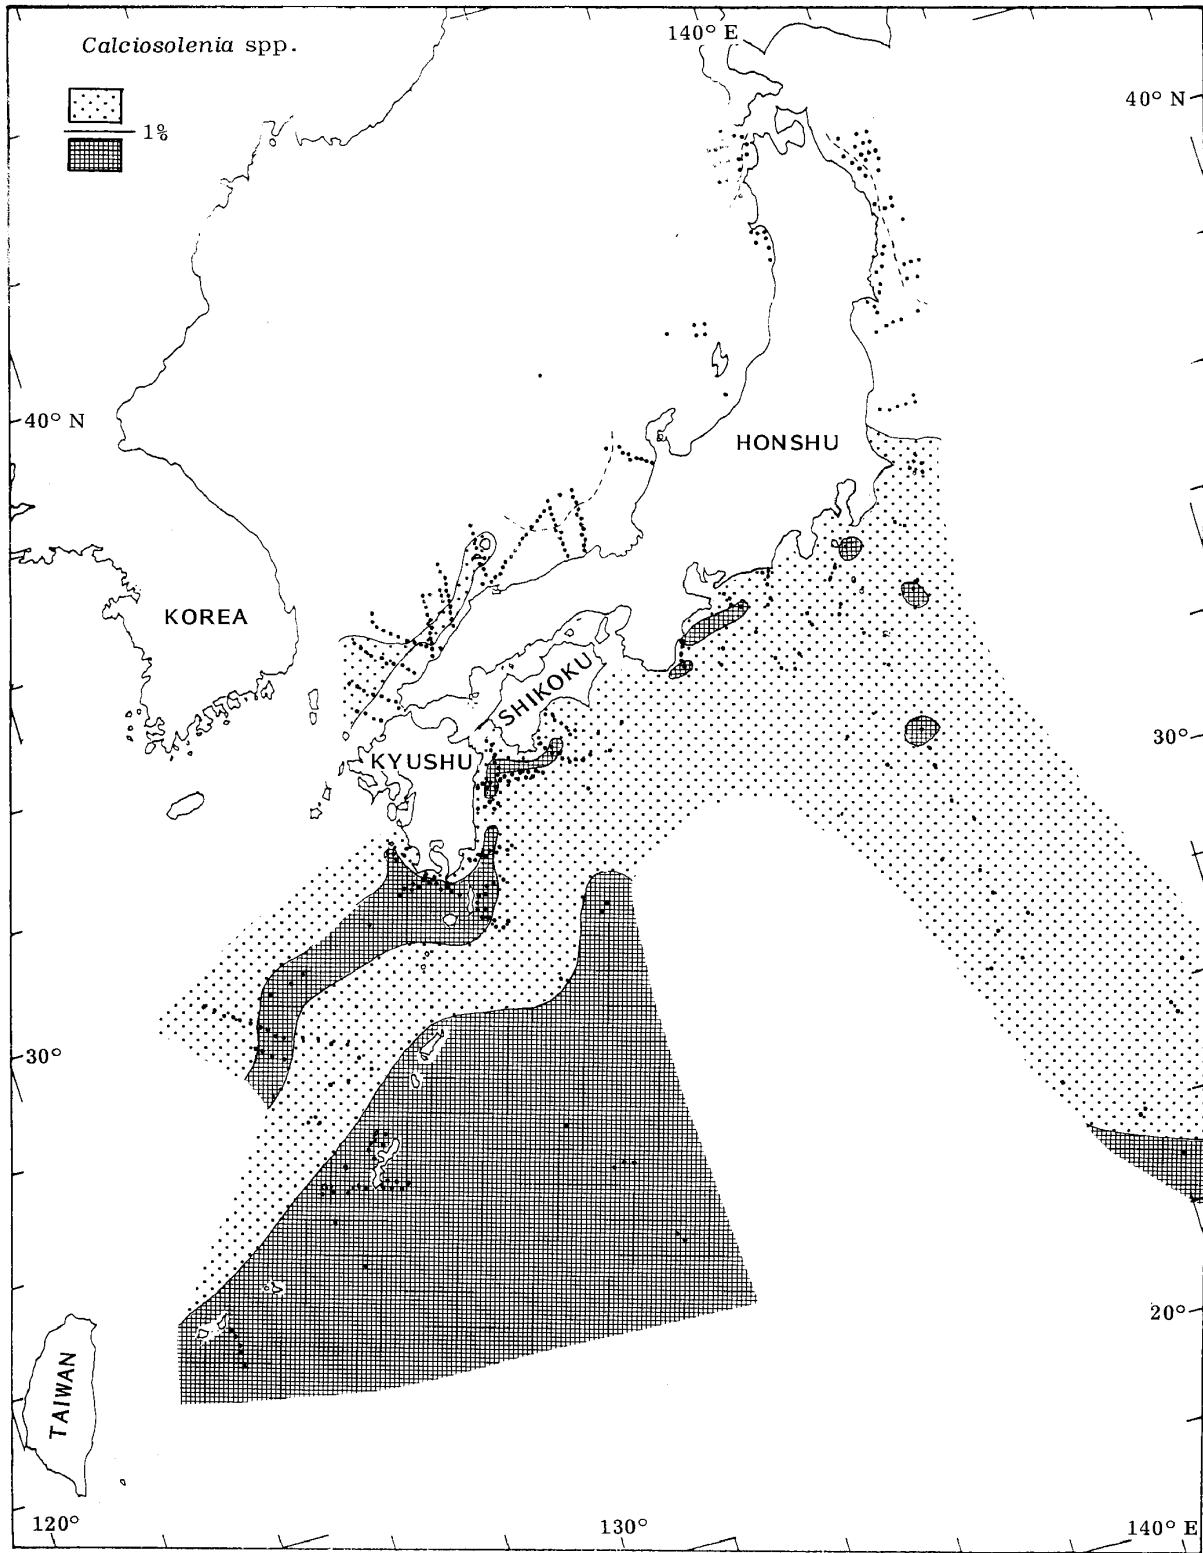 140° E
Calciosolenia spp.
40° N
1%
40° N
HONSHU
KOREA
SHIKOKU
30°
KYUSHU
30°
20°
TAIWAN
120°
130°
140° E